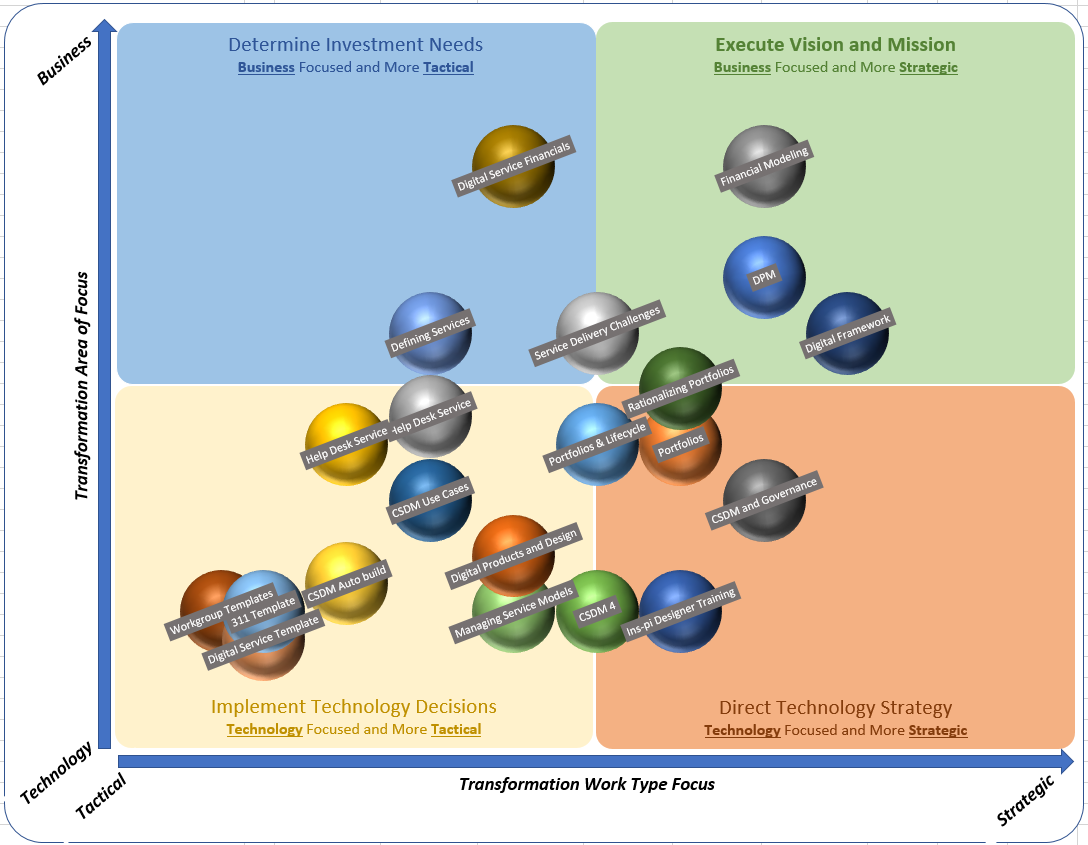 Business
Determine Investment Needs
Business Focused and More Tactical
Execute Vision and Mission
Business Focused and More Strategic
Digital Service Financials
Financial Modeling
DPM
Defining Services
Service Delivery Challenges
Digital Framework
Transformation Area of Focus
Rationalizing Portfolios
Help Desk Service
Help Desk Service
Portfolios & Lifecycle
Portfolios
CSDM Use Cases
CSDM and Governance
Digital Products and Design
CSDM Auto build
Workgroup Templates
311 Template
Digital Service Template
Managing Service Models
CSDM 4
Ins-pi Designer Training
Implement Technology Decisions
Technology Focused and More Tactical
Direct Technology Strategy
Technology Focused and More Strategic
Technology
Tactical
Transformation Work Type Focus
Strategic